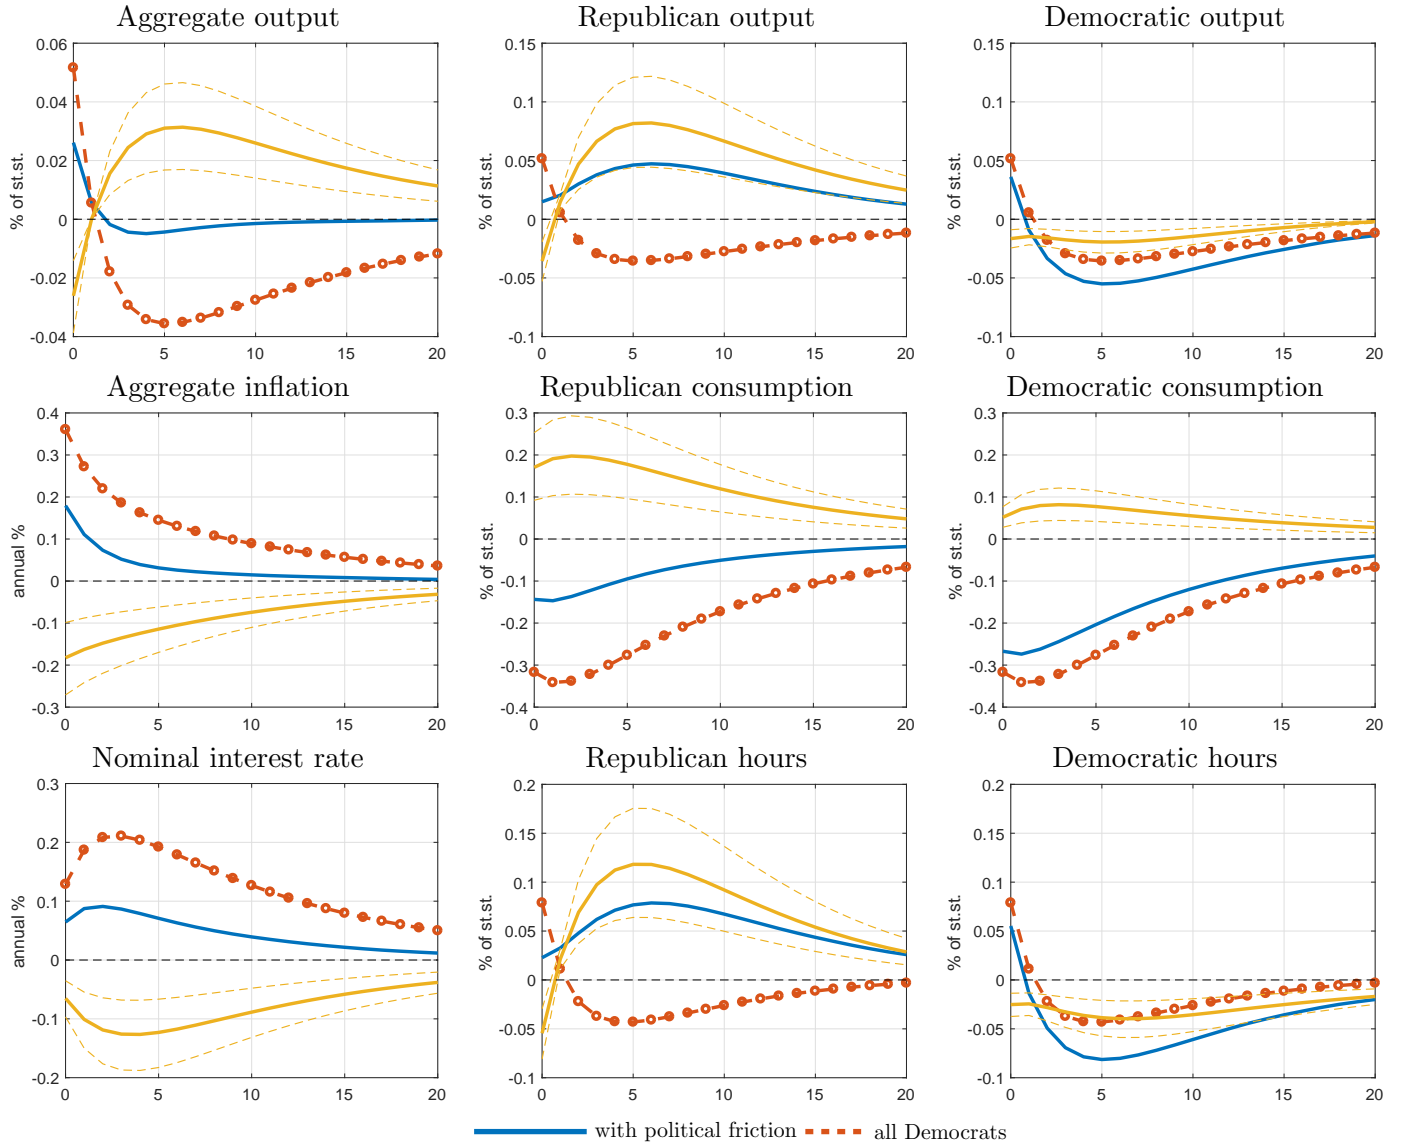 Aggregate output
Republican output
Democratic output
% of st.st.
0.06
0.04
0.02
0
-0.02
-0.04
0 5 10 15 20
% of st.st.
0.15
0.1
0.05
0
-0.05
-0.1
0 5 10 15 20
% of st.st.
0.15
0.1
0.05
0
-0.05
-0.1
0 5 10 15 20
Aggregate inflation
Republican consumption
Democratic consumption
annual %
0.4
0.3
0.2
0.1
0
-0.1
-0.2
-0.3
0 5 10 15 20
% of st.st.
0.3
0.2
0.1
0
-0.1
-0.2
-0.3
-0.4
0 5 10 15 20
% of st.st.
0.3
0.2
0.1
0
-0.1
-0.2
-0.3
-0.4
0 5 10 15 20
Nominal interest rate
Republican hours
Democratic hours
annual %
0.3
0.2
0.1
0
-0.1
-0.2
0 5 10 15 20
% of st.st.
0.2
0.15
0.1
0.05
0
-0.05
-0.1
0 5 10 15 20
% of st.st.
0.2
0.15
0.1
0.05
0
-0.05
-0.1
0 5 10 15 20
with political friction
all Democrats